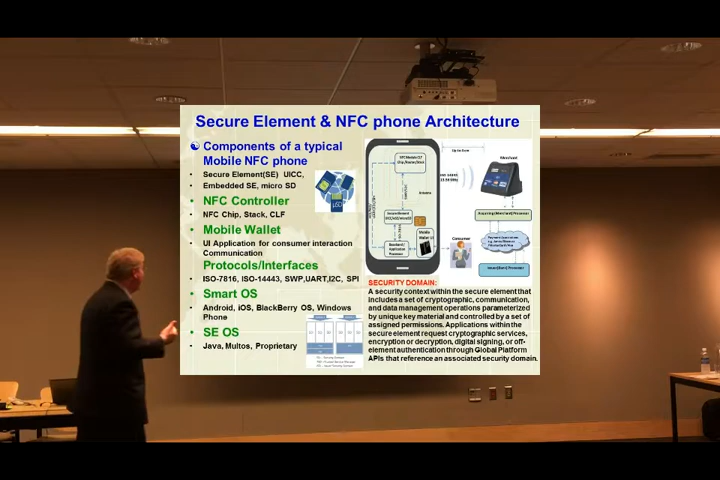 Secure Element & NFC phone Architecture
Components of a typical
Mobile NFC phone
• Secure Element(SE) UICC,
• Embedded SE, micro SD
• NFC Controller
• NFC Chip, Stack, CLF
• Mobile Wallet
• UI Application for consumer interaction
Communication
Protocols/Interfaces
• ISO-7816, ISO-14443, SWP,UART,I2C, SPI
• Smart OS
• Android, iOS, BlackBerry OS, Windows
Phone
• SE OS
• Java, Multos, Proprietary
Merchant
Consumer
SECURITY DOMAIN:
A security context within the secure element that
includes a set of cryptographic, communication,
and data management operations parameterized
by unique key material and controlled by a set of
assigned permissions. Applications within the
secure element request cryptographic services,
encryption or decryption, digital signing, or off-
element authentication through Global Platform
APIs that reference an associated security domain.